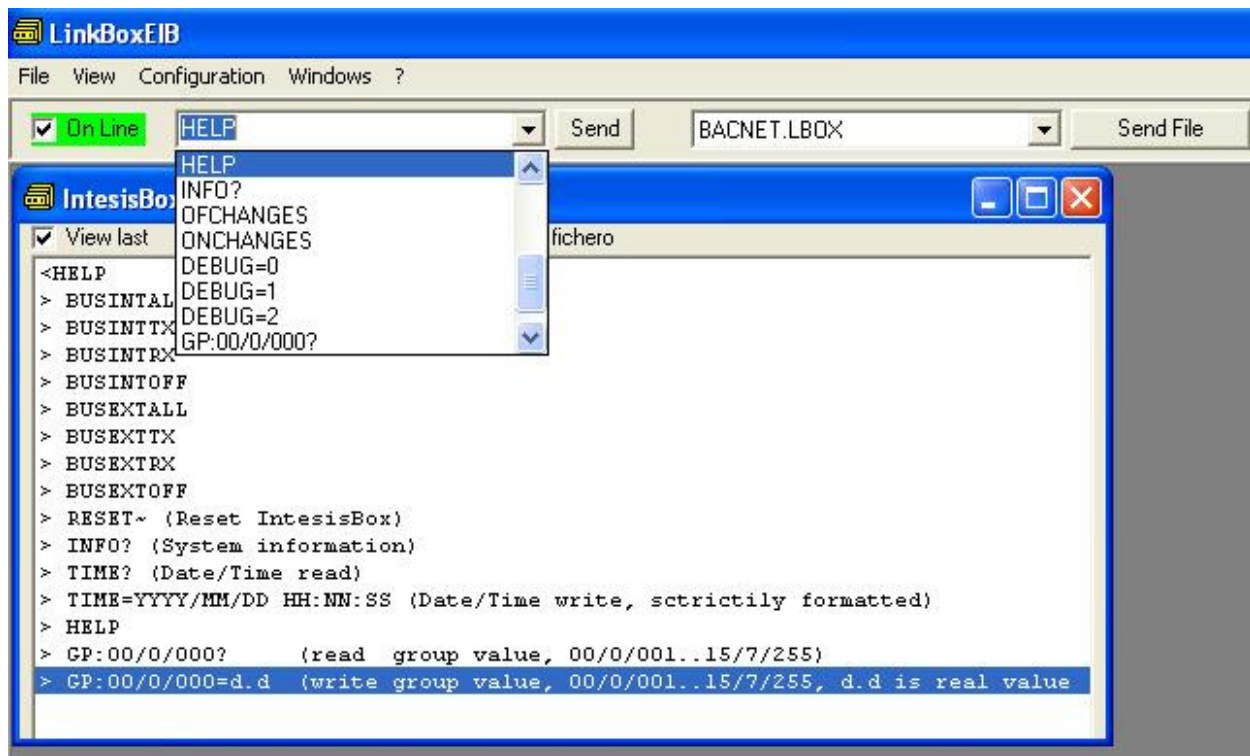 LinkBoxEIB
File View Configuration Windows ?
On Line HELP Send BACNET.LBOX Send File
HELP
INFO?
OFCHANGES
ONCHANGES
DEBUG=0
DEBUG=1
DEBUG=2
GP:00/0/000?
IntesisBox
View last fichero
<HELP
> BUSINTAL
> BUSINTTX
> BUSINTRX
> BUSINTOFF
> BUSEXTALL
> BUSEXTTX
> BUSEXTRX
> BUSEXTOFF
> RESET~ (Reset IntesisBox)
> INFO? (System information)
> TIME? (Date/Time read)
> TIME=YYYY/MM/DD HH:NN:SS (Date/Time write, sctrictily formatted)
> HELP
> GP:00/0/000? (read group value, 00/0/001..15/7/255)
> GP:00/0/000=d.d (write group value, 00/0/001..15/7/255, d.d is real value